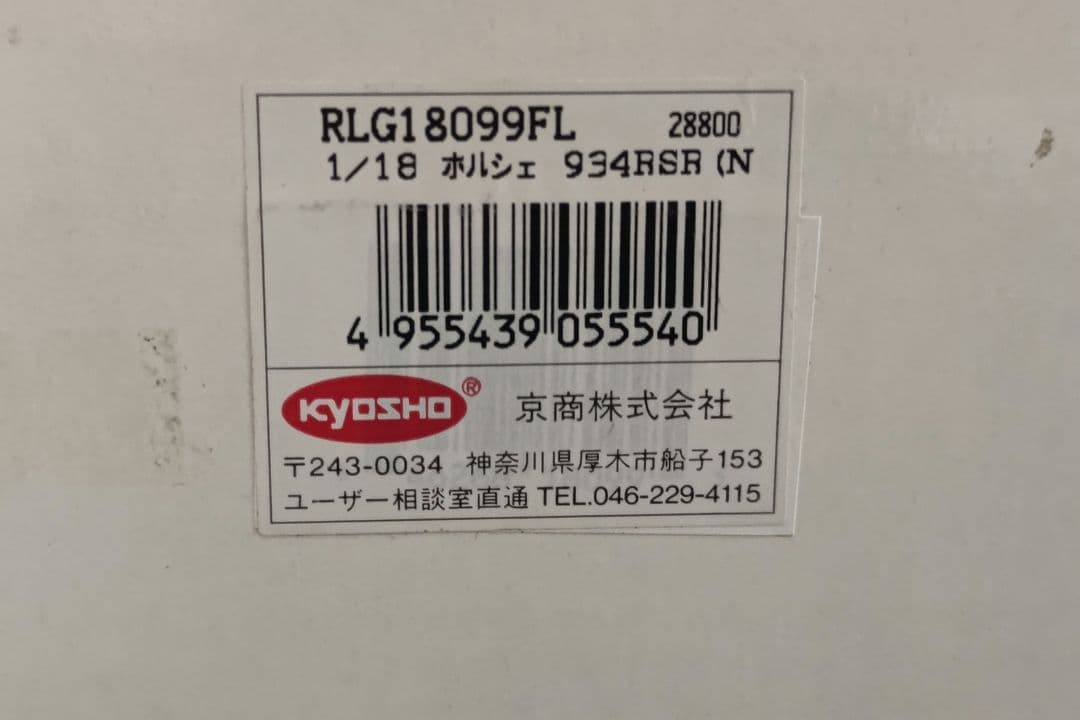 RLG18099FL 28800
1/18 ホルシェ 934RSR (N
4 955439 055540
KYOSHO® 京商株式会社
〒243-0034 神奈川県厚木市船子153
ユーザー相談室直通 TEL.046-229-4115